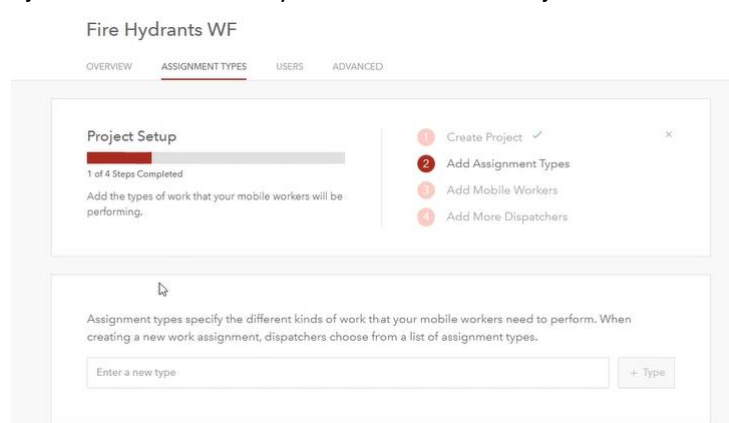 Fire Hydrants WF
OVERVIEW ASSIGNMENT TYPES USERS ADVANCED
Project Setup
1 of 4 Steps Completed
Add the types of work that your mobile workers will be
performing.
1 Create Project
2 Add Assignment Types
3 Add Mobile Workers
4 Add More Dispatchers
Assignment types specify the different kinds of work that your mobile workers need to perform. When
creating a new work assignment, dispatchers choose from a list of assignment types.
Enter a new type
+ Type